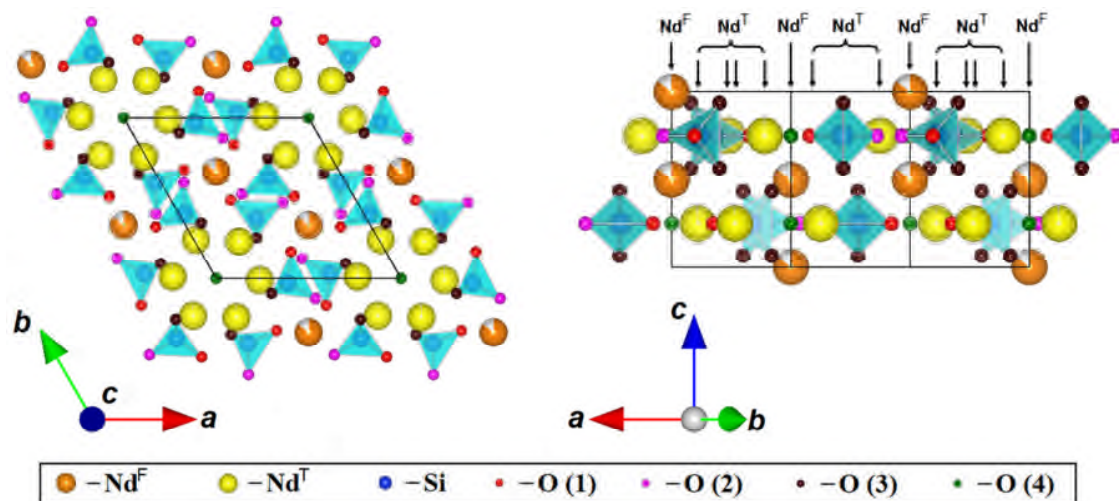 Nd^F Nd^T Nd^F Nd^T Nd^F Nd^T Nd^F
b
c
a
c
a
b
–Nd^F –Nd^T –Si –O (1) –O (2) –O (3) –O (4)